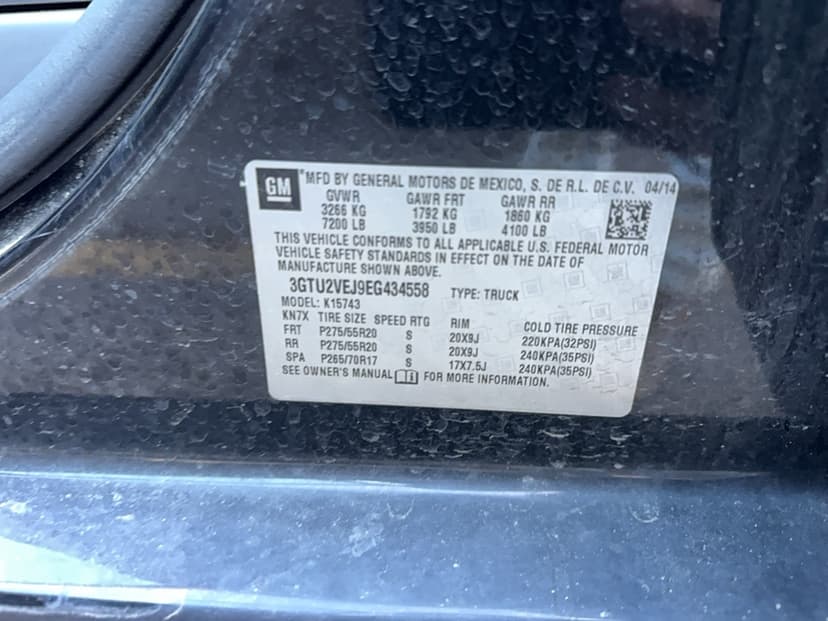 GM MFD BY GENERAL MOTORS DE MEXICO, S. DE R.L. DE C.V. 04/14
GVWR GAWR FRT GAWR RR
3266 KG 1792 KG 1860 KG
7200 LB 3950 LB 4100 LB
THIS VEHICLE CONFORMS TO ALL APPLICABLE U.S. FEDERAL MOTOR
VEHICLE SAFETY STANDARDS IN EFFECT ON THE DATE OF
MANUFACTURE SHOWN ABOVE.
3GTU2VEJ9EG434558 TYPE: TRUCK
MODEL: K15743
KN7X TIRE SIZE SPEED RTG RIM COLD TIRE PRESSURE
FRT P275/55R20 S 20X9J 220KPA(32PSI)
RR P275/55R20 S 20X9J 240KPA(35PSI)
SPA P265/70R17 S 17X7.5J 240KPA(35PSI)
SEE OWNER'S MANUAL FOR MORE INFORMATION.